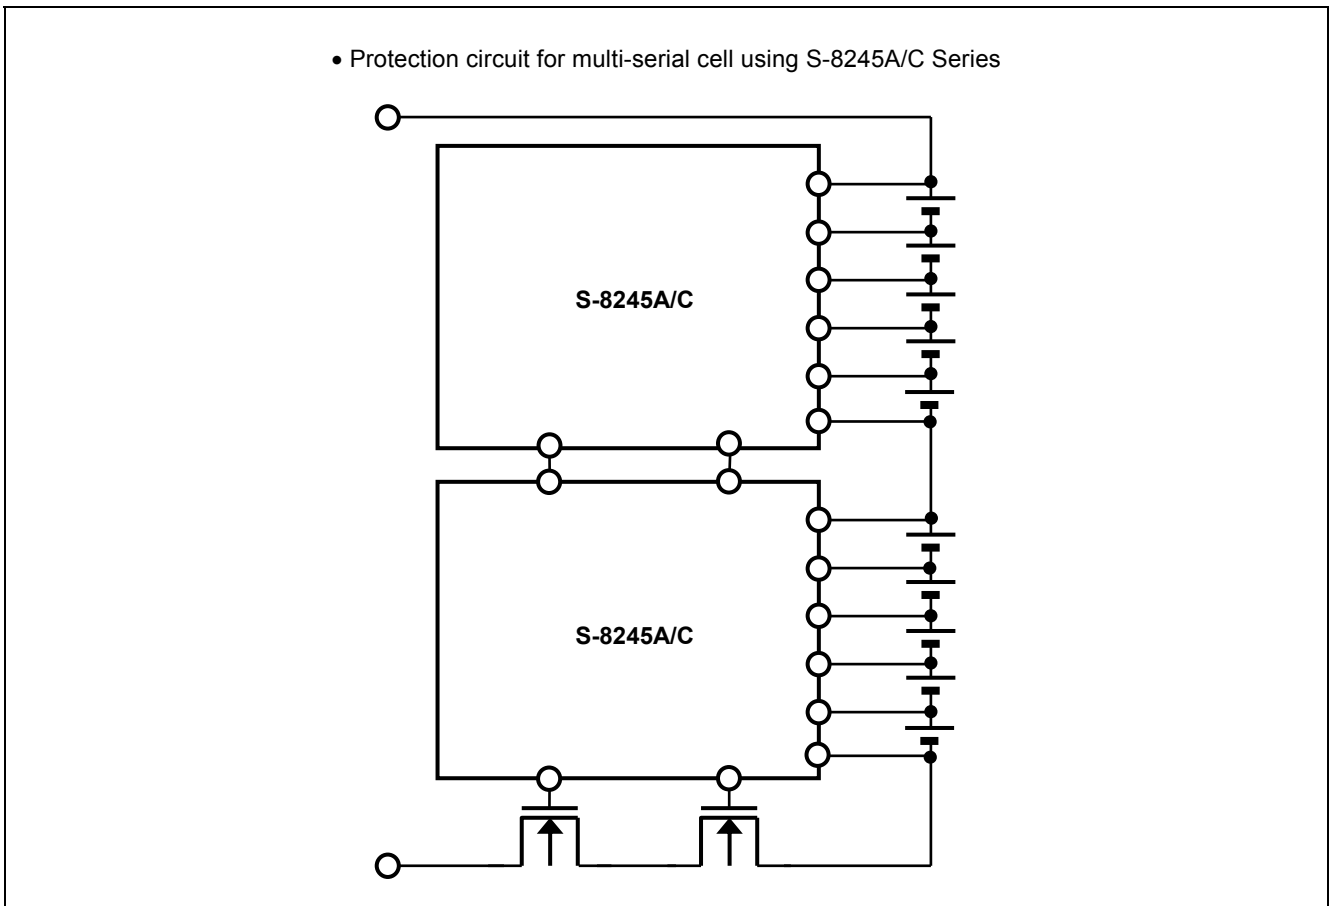 • Protection circuit for multi-serial cell using S-8245A/C Series
S-8245A/C
S-8245A/C